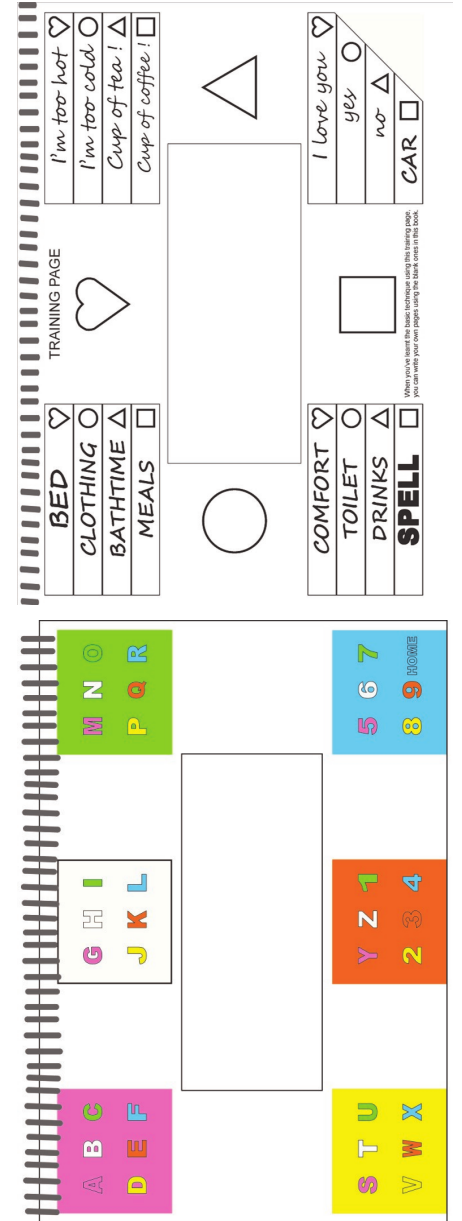 TRAINING PAGE
BED
CLOTHING
BATHTIME
MEALS
I'm too hot
I'm too cold
Cup of tea !
Cup of coffee !
COMFORT
TOILET
DRINKS
SPELL
When you've learnt the basic technique using this training page,
you can write your own pages using the blank ones in this book.
I love you
yes
no
CAR
A B C
D E F
G H I
J K L
M N O
P Q R
S T U
V W X
Y Z 1
2 3 4
5 6 7
8 9 HOME